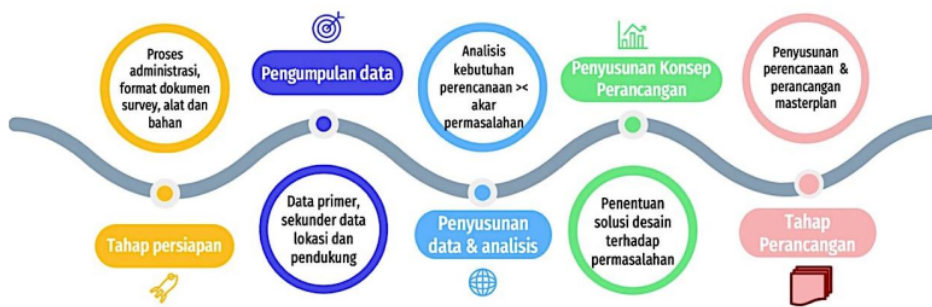 Proses
administrasi,
format dokumen
survey, alat dan
bahan
Tahap persiapan
Pengumpulan data
Data primer,
sekunder data
lokasi dan
pendukung
Analisis
kebutuhan
perencanaan ><
akar
permasalahan
Penyusunan
data & analisis
Penyusunan Konsep
Perancangan
Penentuan
solusi desain
terhadap
permasalahan
Penyusunan
perencanaan &
perancangan
masterplan
Tahap
Perancangan